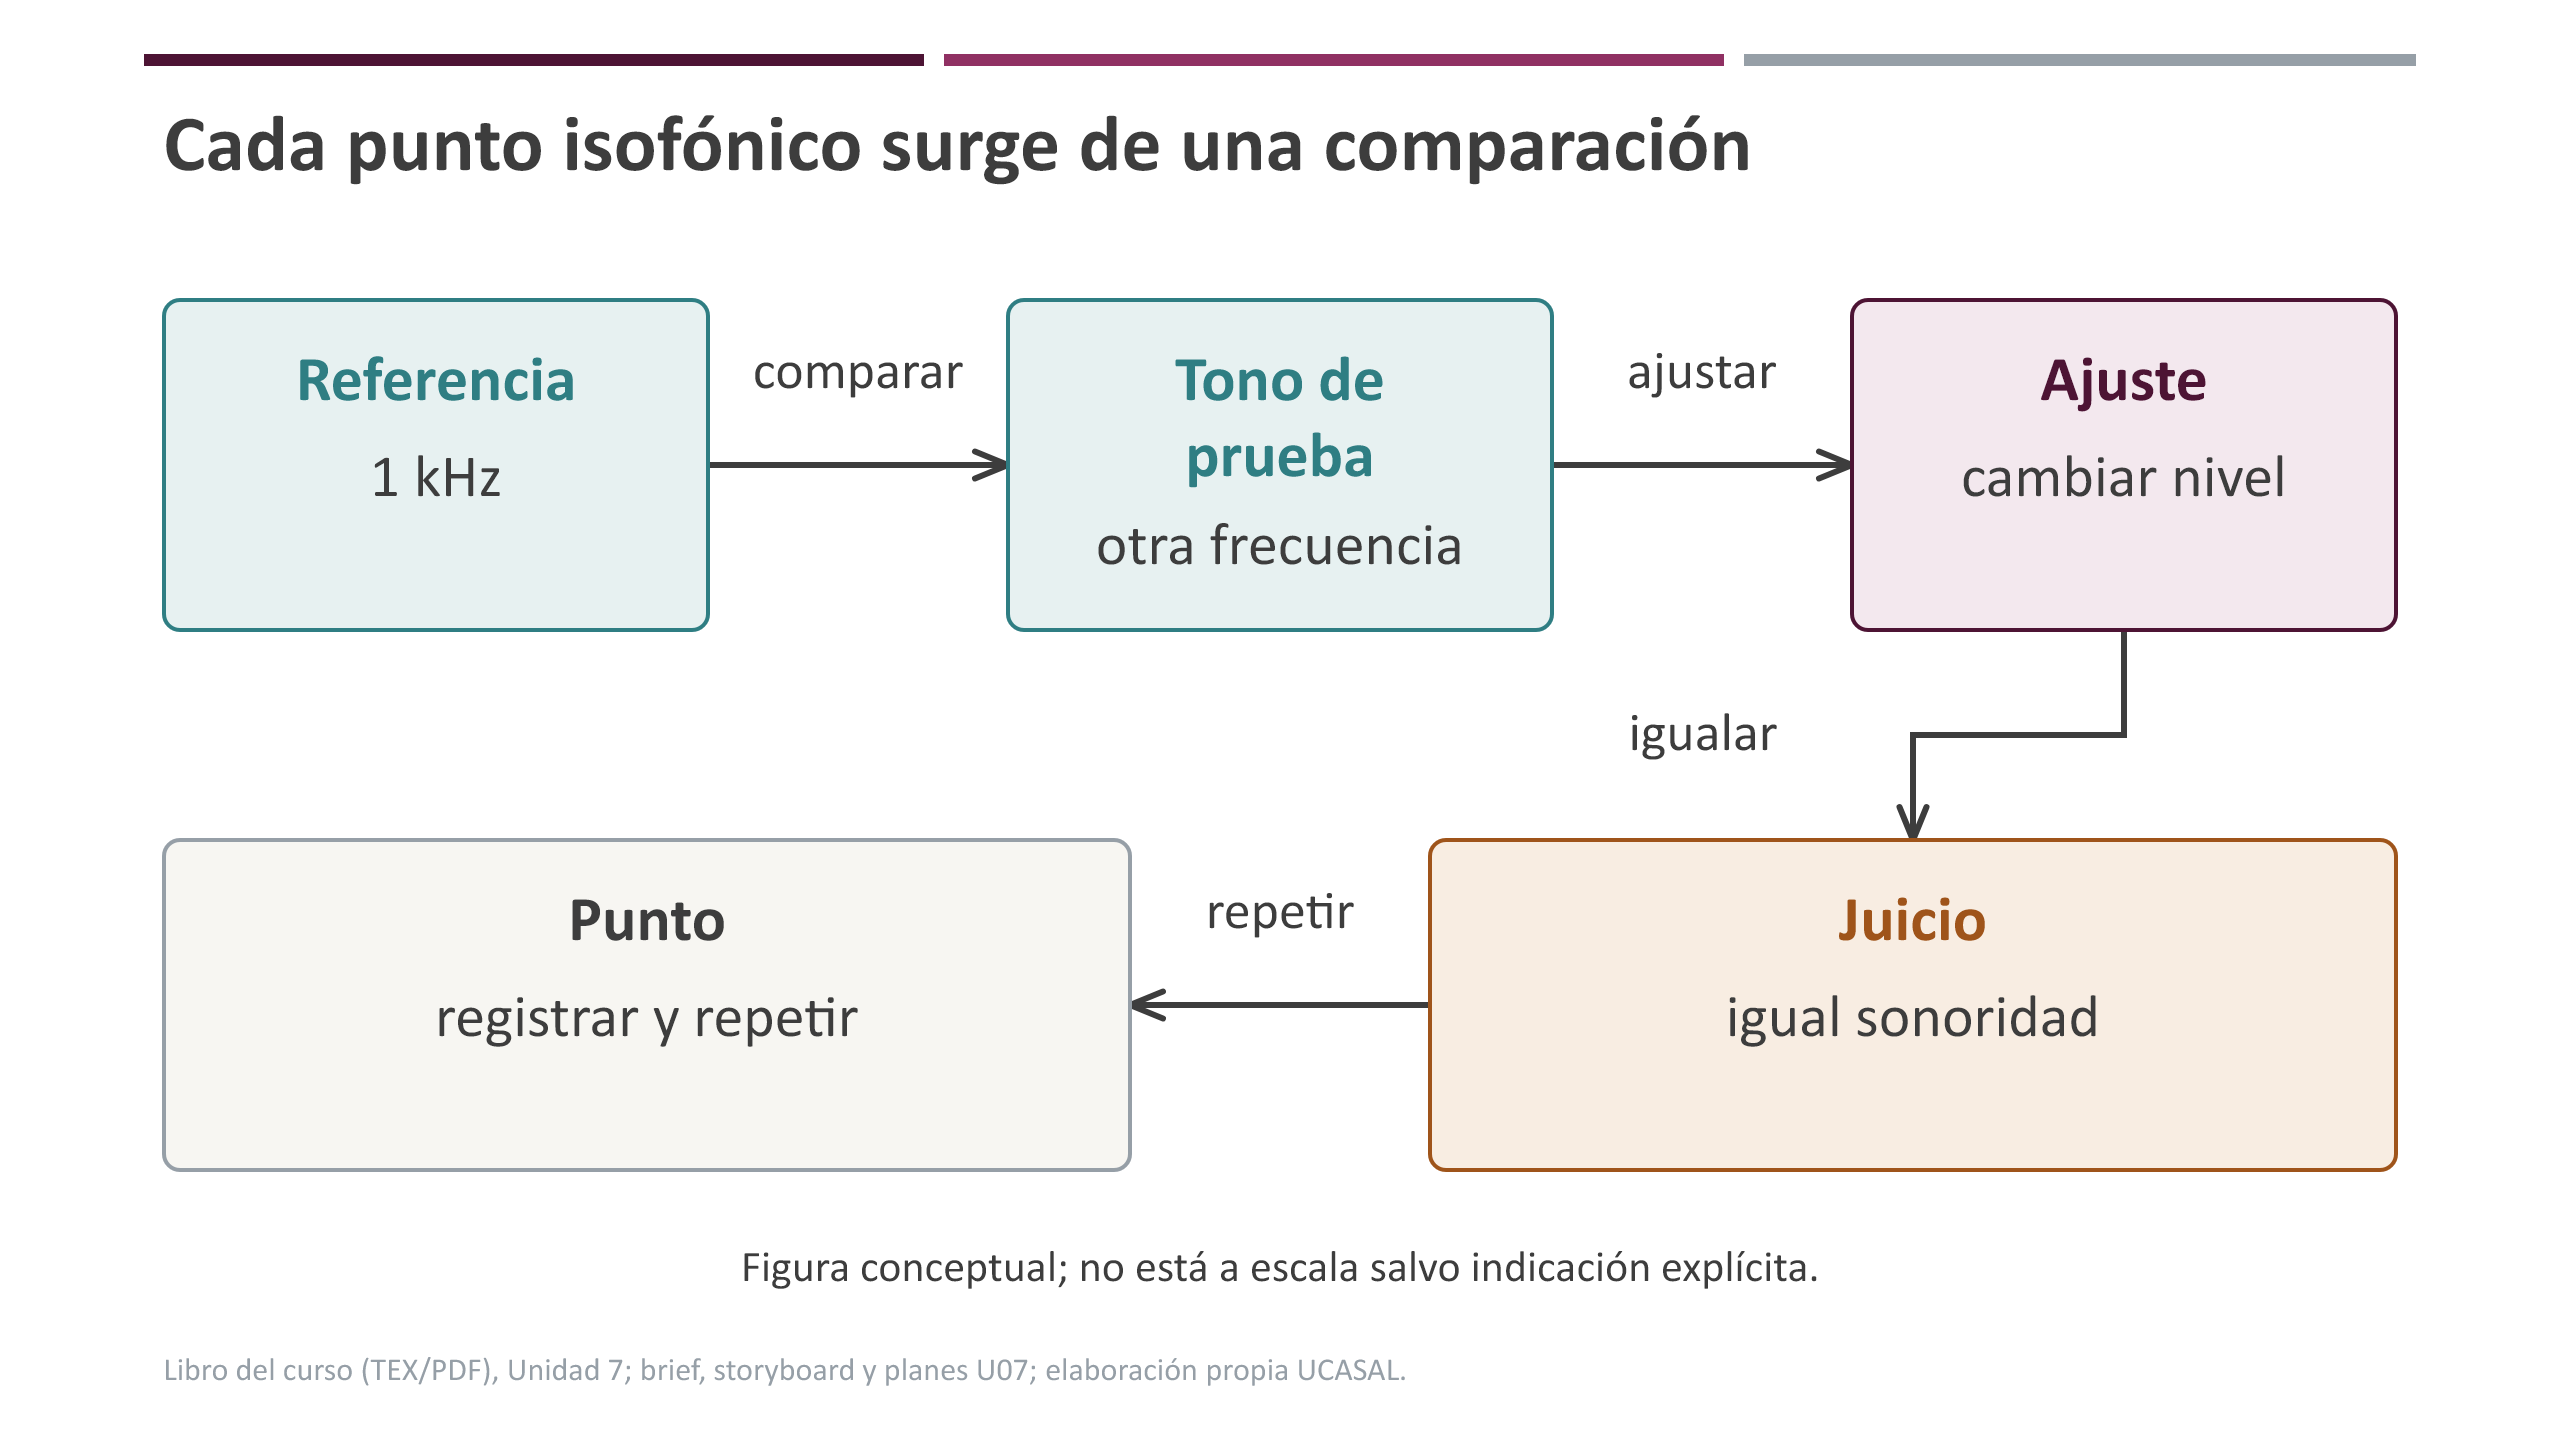 Cada punto isofónico surge de una comparación
Referencia
1 kHz
comparar
Tono de
prueba
otra frecuencia
ajustar
Ajuste
cambiar nivel
igualar
Juicio
igual sonoridad
repetir
Punto
registrar y repetir
Figura conceptual; no está a escala salvo indicación explícita.
Libro del curso (TEX/PDF), Unidad 7; brief, storyboard y planes U07; elaboración propia UCASAL.